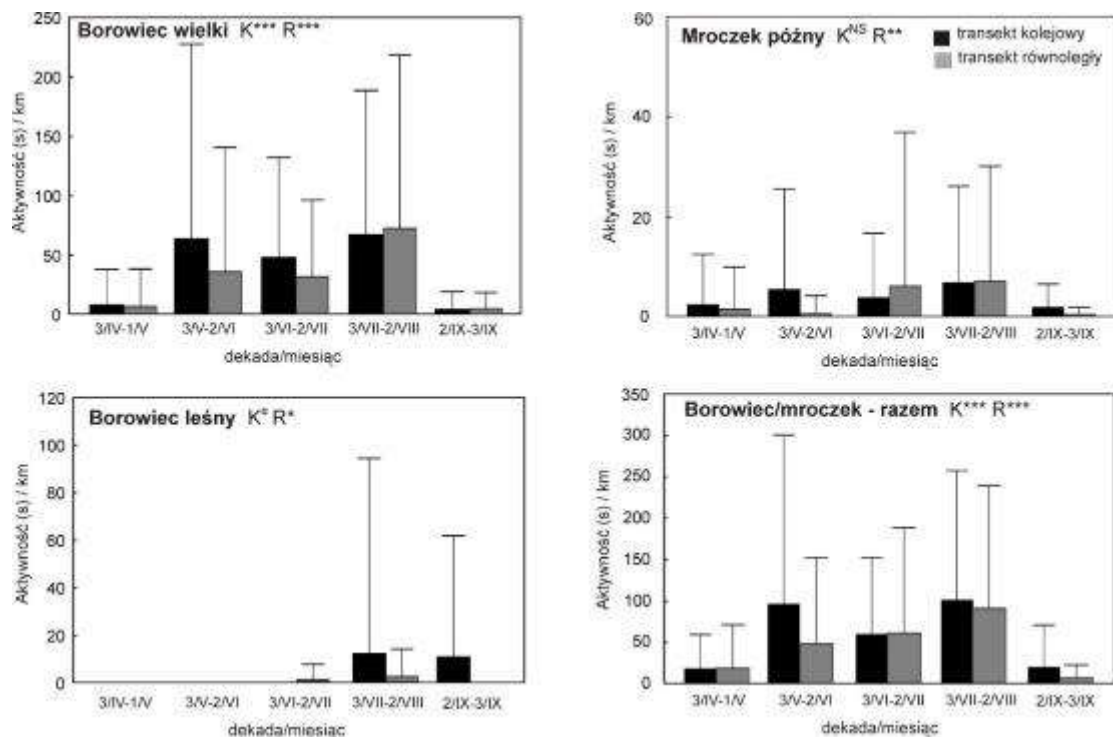 Borowiec wielki K*** R***
Aktywność (s) / km
250
200
150
100
50
0
3/IV-1/V 3/V-2/VI 3/VI-2/VII 3/VII-2/VIII 2/IX-3/IX
dekada/miesiąc
Mroczek późny K^NS R**
transekt kolejowy
transekt równoległy
Aktywność (s) / km
60
40
20
0
3/IV-1/V 3/V-2/VI 3/VI-2/VII 3/VII-2/VIII 2/IX-3/IX
dekada/miesiąc
Borowiec leśny K R*
Aktywność (s) / km
120
100
80
60
40
20
0
3/IV-1/V 3/V-2/VI 3/VI-2/VII 3/VII-2/VIII 2/IX-3/IX
dekada/miesiąc
Borowiec/mroczek - razem K*** R***
Aktywność (s) / km
350
300
250
200
150
100
50
0
3/IV-1/V 3/V-2/VI 3/VI-2/VII 3/VII-2/VIII 2/IX-3/IX
dekada/miesiąc